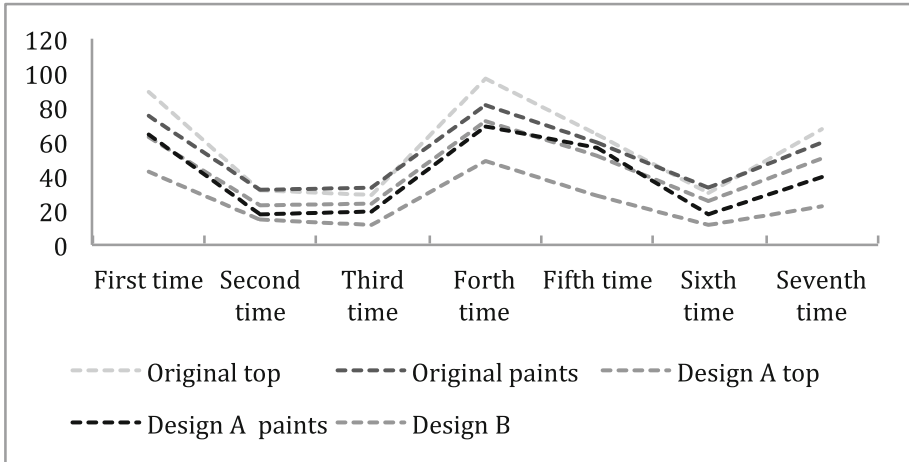 120
100
80
60
40
20
0
First time Second time Third time Forth time Fifth time Sixth time Seventh time
Original top Original paints Design A top
Design A paints Design B